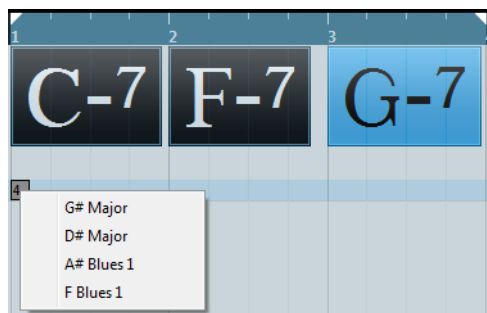 1 2 3
C-7 F-7 G-7
4
G# Major
D# Major
A# Blues 1
F Blues 1